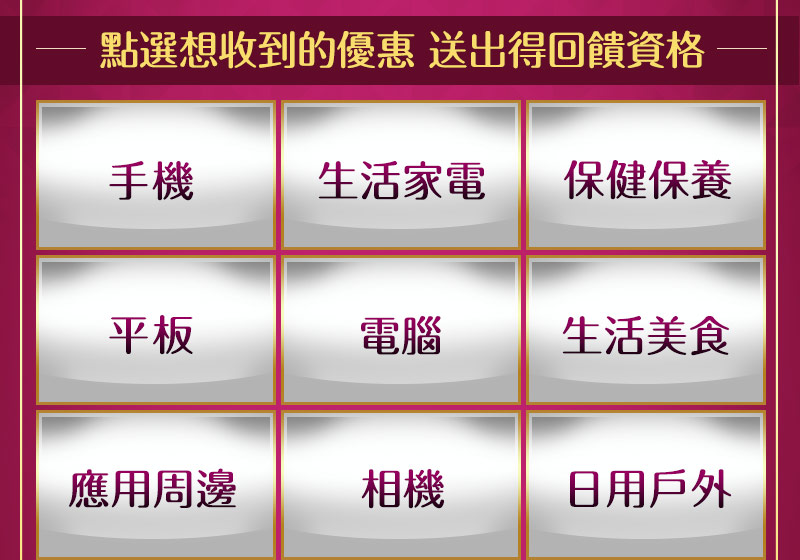 點選想收到的優惠 送出得回饋資格
手機
生活家電
保健保養
平板
電腦
生活美食
應用周邊
相機
日用戶外